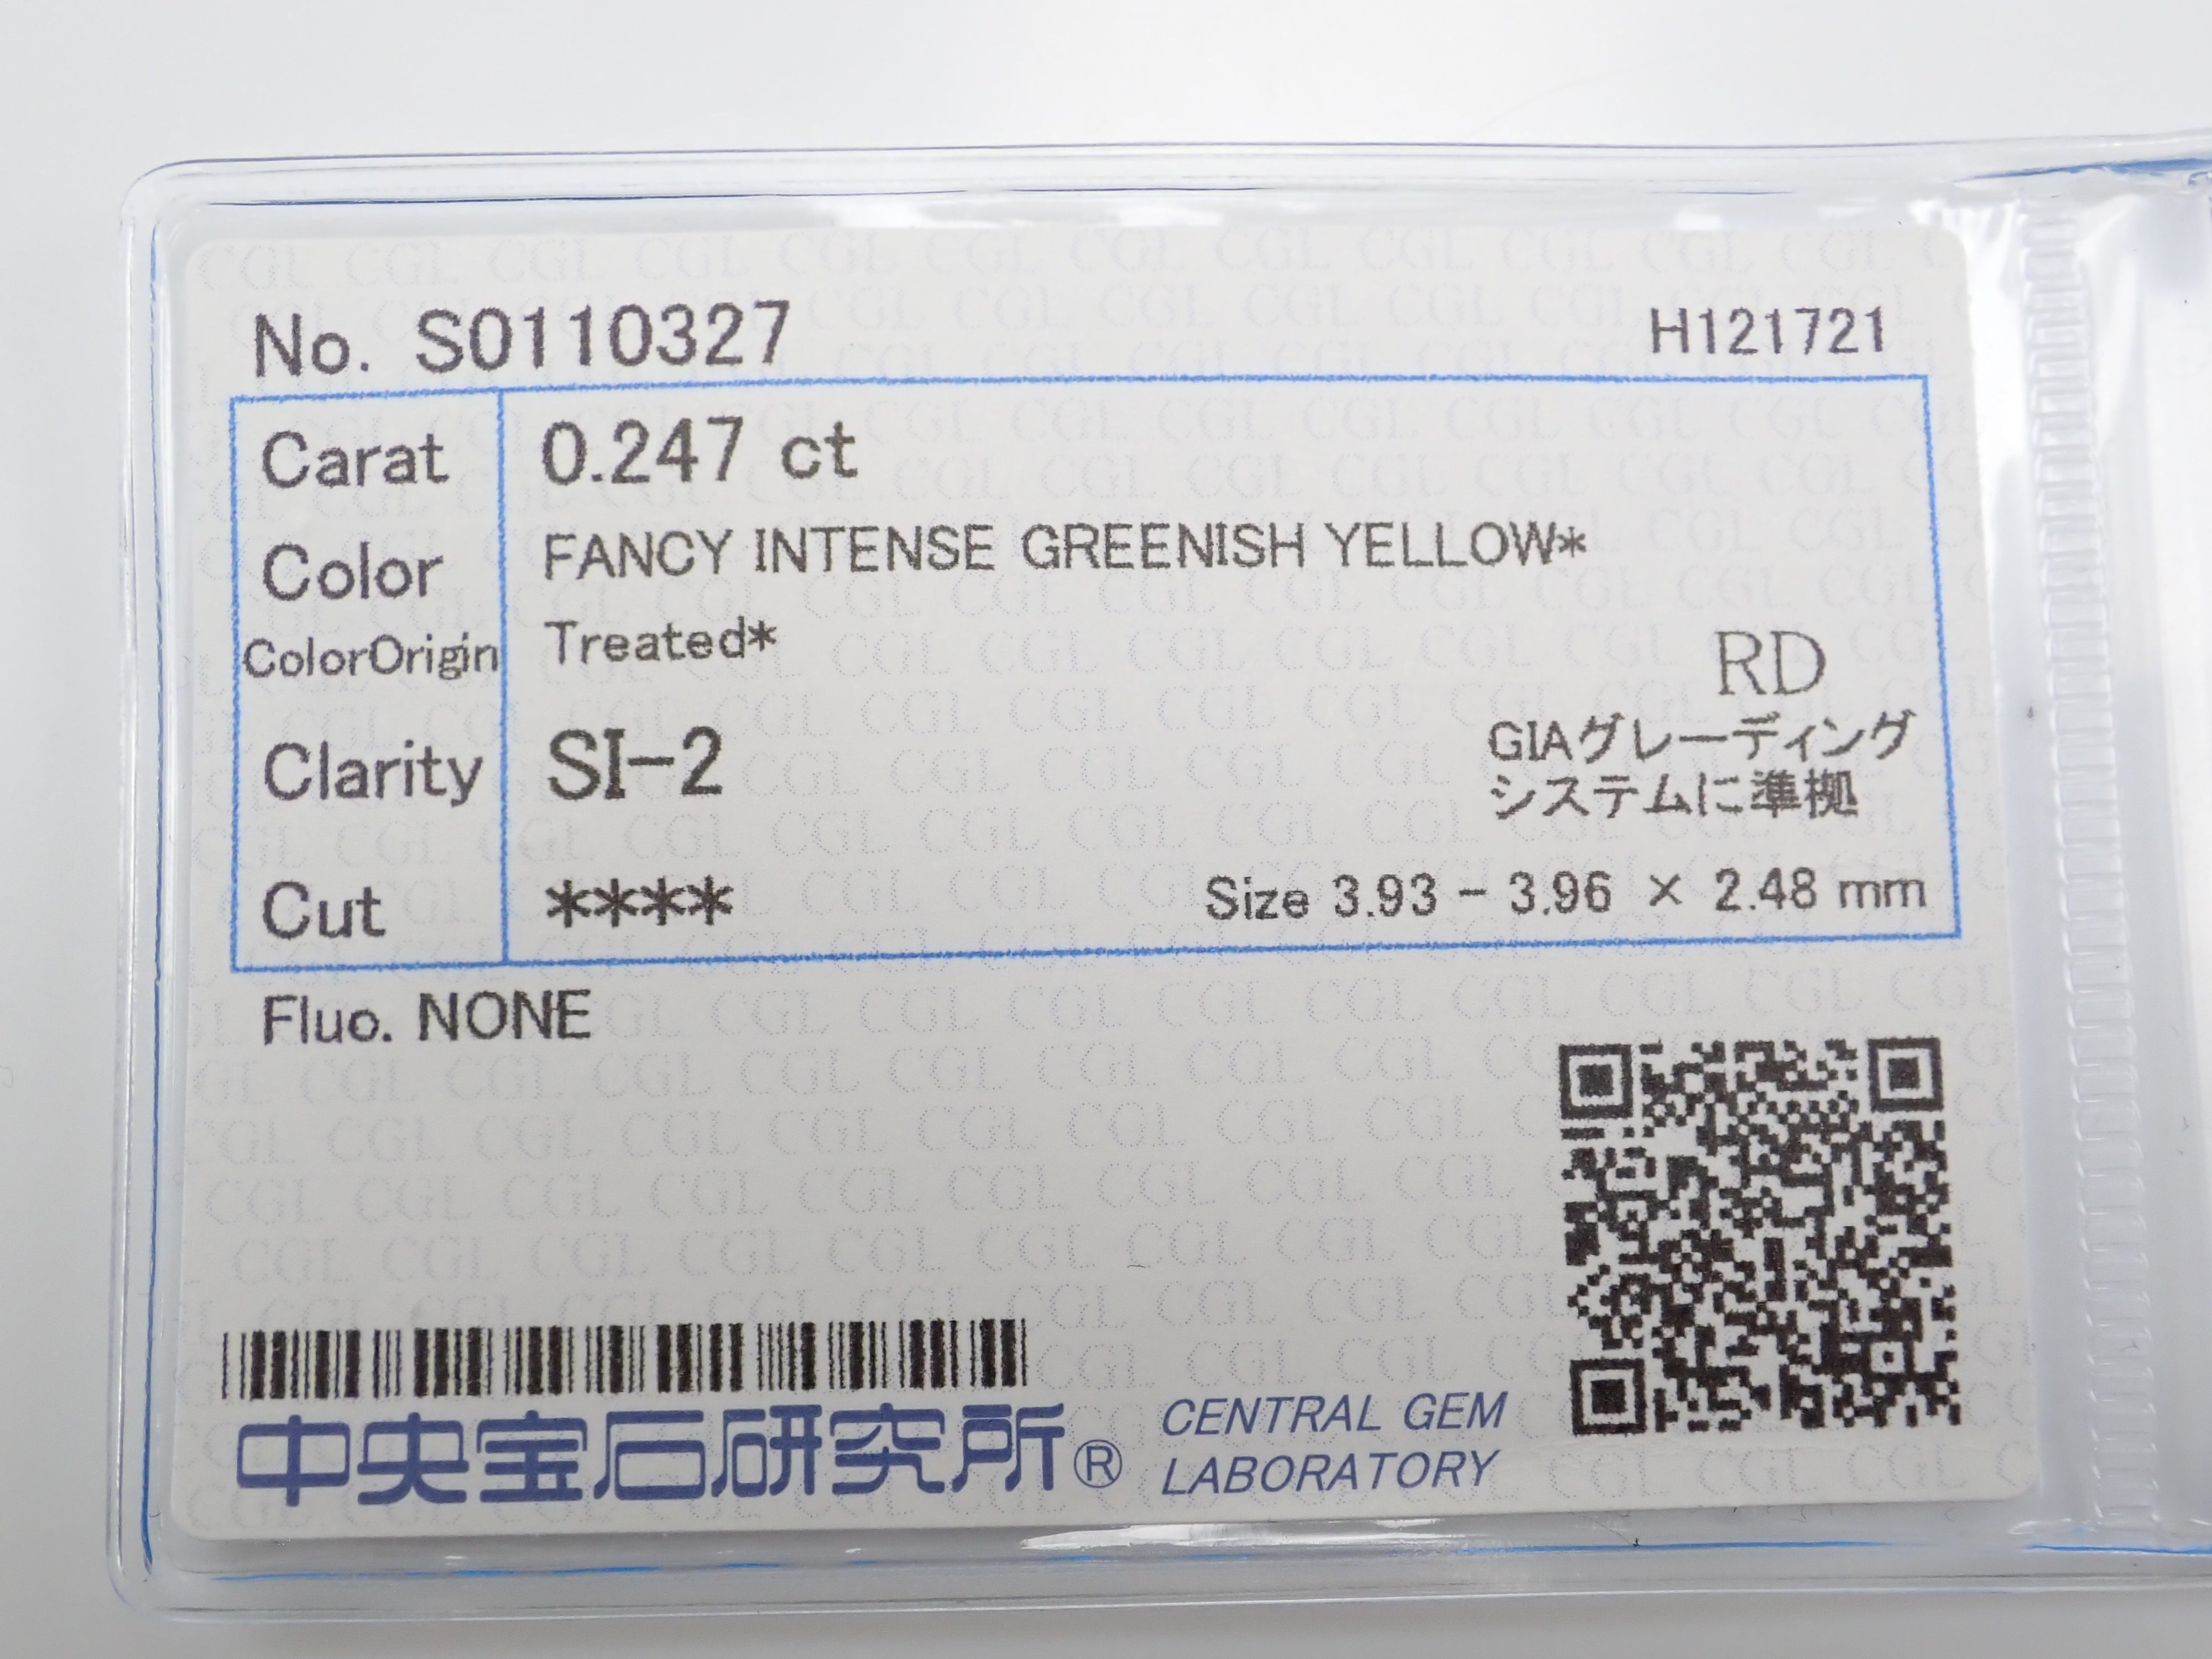 No. S0110327 H121721
Carat 0.247 ct
Color FANCY INTENSE GREENISH YELLOW*
ColorOrigin Treated*
RD
Clarity SI-2
GIAグレーディング
システムに準拠
Cut **** Size 3.93 - 3.96 × 2.48 mm
Fluo. NONE
中央宝石研究所® CENTRAL GEM
LABORATORY